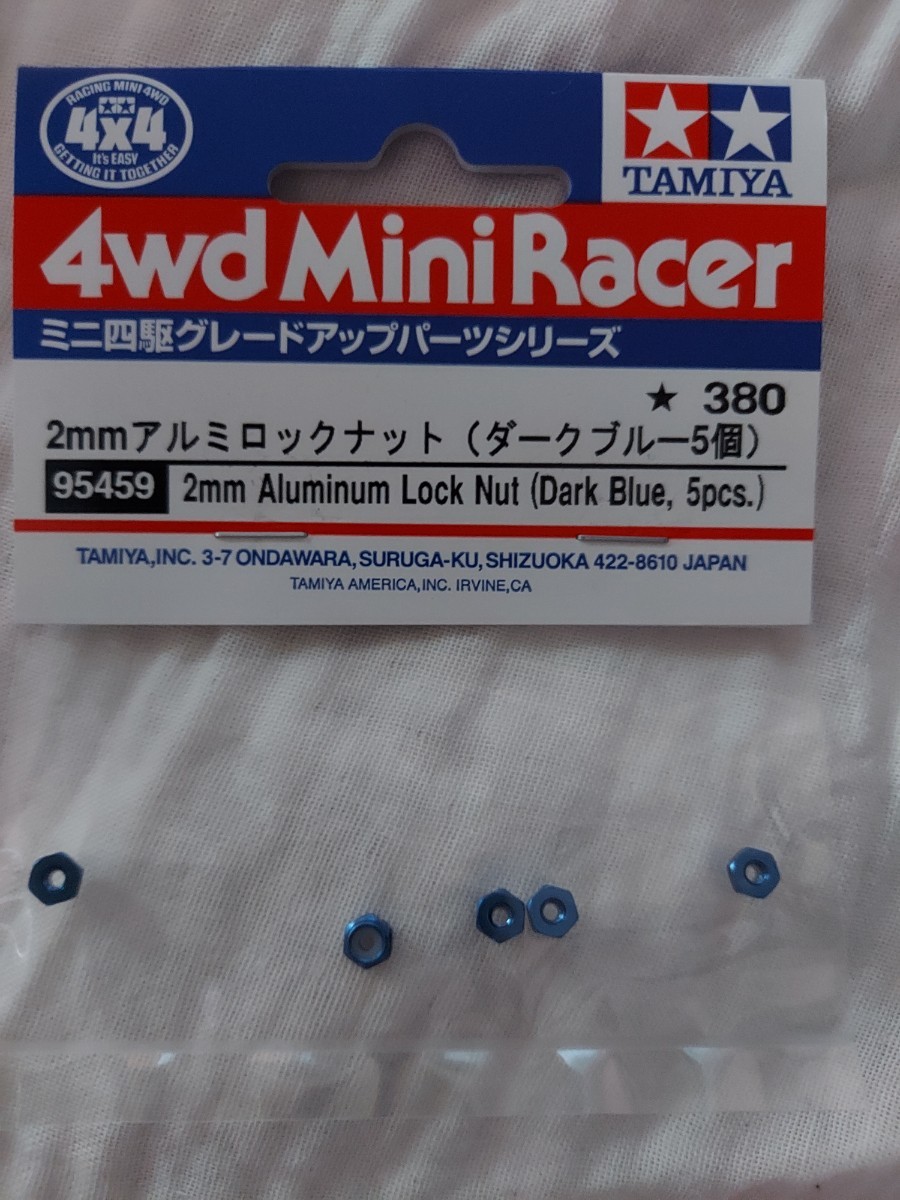 RACING MINI 4WD
4x4
It's EASY
GETTING IT TOGETHER
TAMIYA
4wd Mini Racer
ミニ四駆グレードアップパーツシリーズ
★ 380
2mmアルミロックナット（ダークブルー5個）
95459 2mm Aluminum Lock Nut (Dark Blue, 5pcs.)
TAMIYA,INC. 3-7 ONDAWARA,SURUGA-KU,SHIZUOKA 422-8610 JAPAN
TAMIYA AMERICA,INC. IRVINE,CA